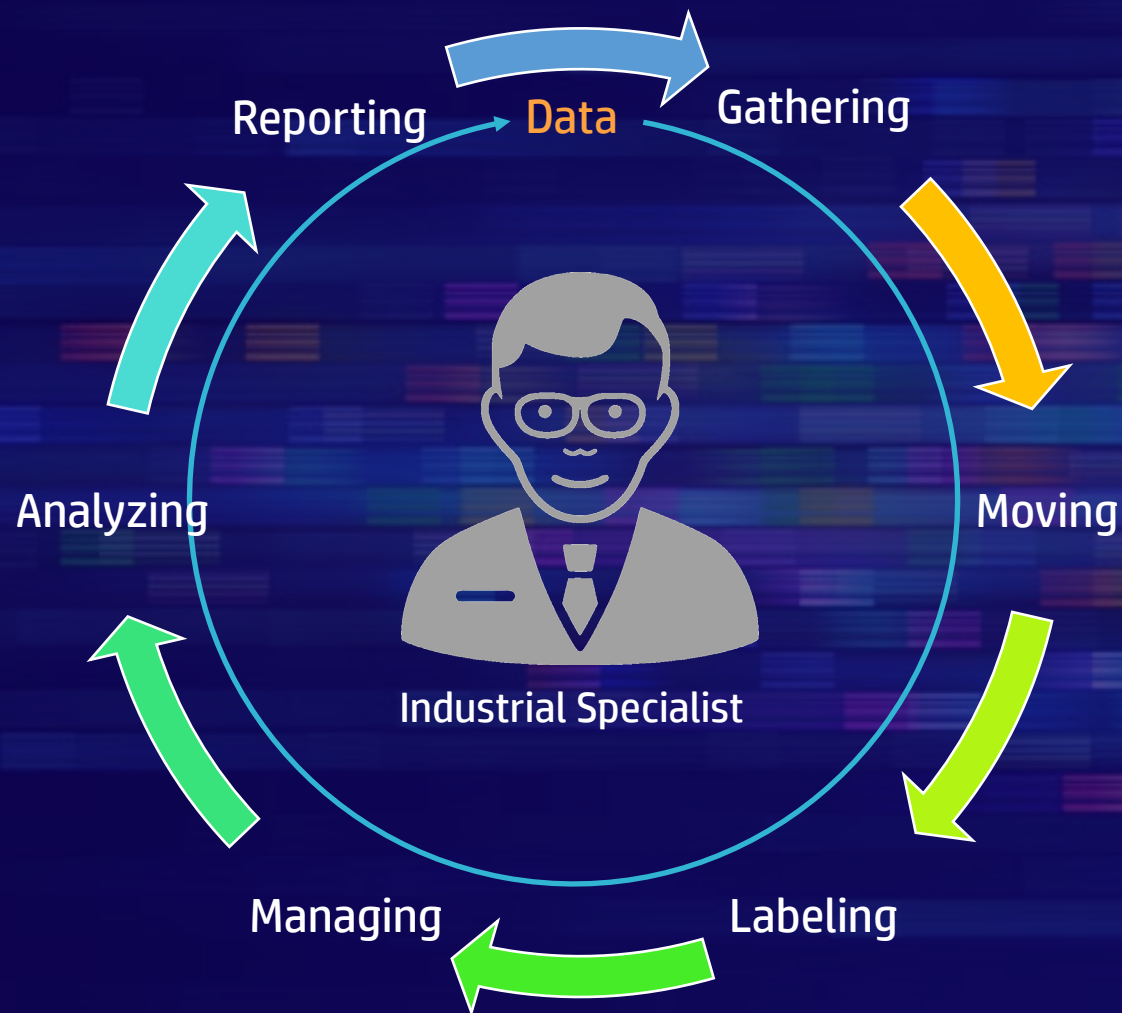 Reporting
Data
Gathering
Analyzing
Moving
Industrial Specialist
Managing
Labeling